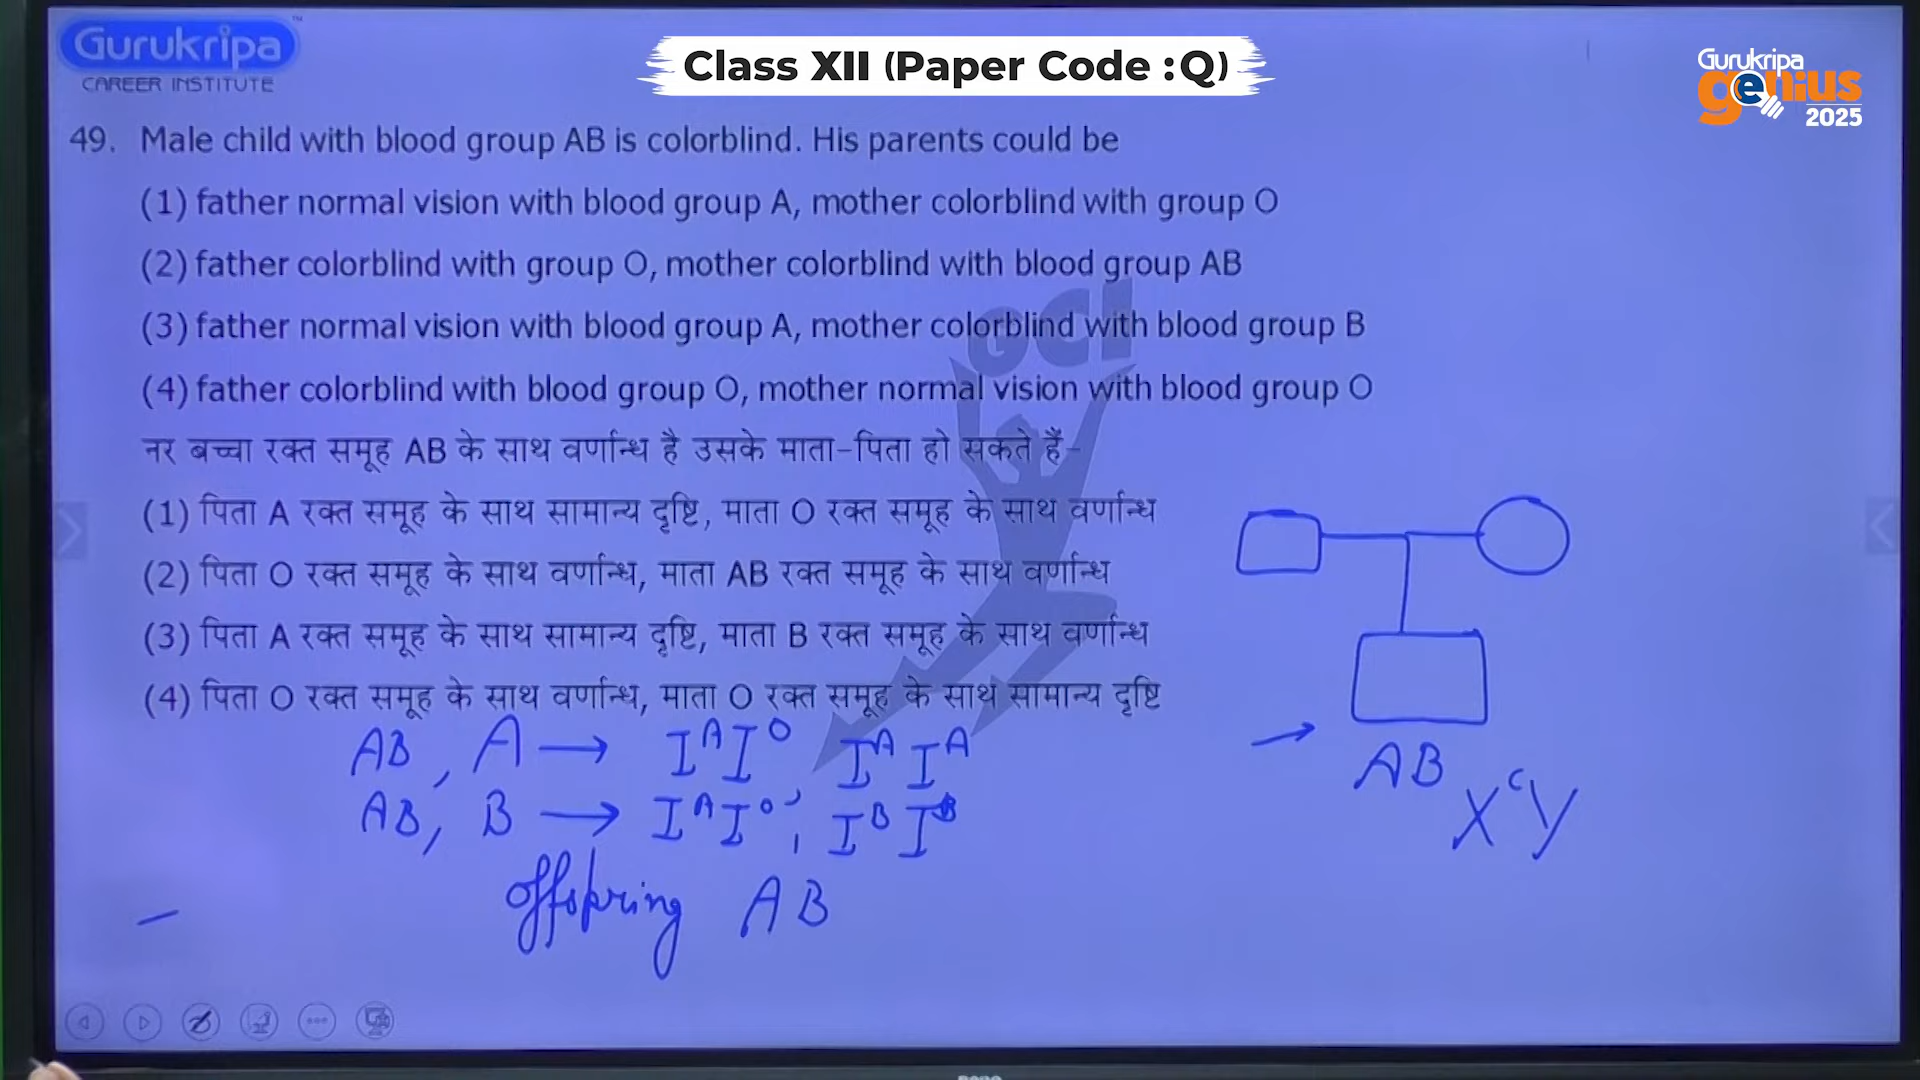 Gurukripa™
CAREER INSTITUTE
Class XII (Paper Code :Q)
Gurukripa
genius
2025
49. Male child with blood group AB is colorblind. His parents could be
(1) father normal vision with blood group A, mother colorblind with group O
(2) father colorblind with group O, mother colorblind with blood group AB
(3) father normal vision with blood group A, mother colorblind with blood group B
(4) father colorblind with blood group O, mother normal vision with blood group O
नर बच्चा रक्त समूह AB के साथ वर्णान्ध है उसके माता-पिता हो सकते हैं-
(1) पिता A रक्त समूह के साथ सामान्य दृष्टि, माता O रक्त समूह के साथ वर्णान्ध
(2) पिता O रक्त समूह के साथ वर्णान्ध, माता AB रक्त समूह के साथ वर्णान्ध
(3) पिता A रक्त समूह के साथ सामान्य दृष्टि, माता B रक्त समूह के साथ वर्णान्ध
(4) पिता O रक्त समूह के साथ वर्णान्ध, माता O रक्त समूह के साथ सामान्य दृष्टि
GCI
AB, A → I^A I^O, I^A I^A
AB, B → I^A I^O, I^B I^B
offspring AB
→ AB
X^c Y